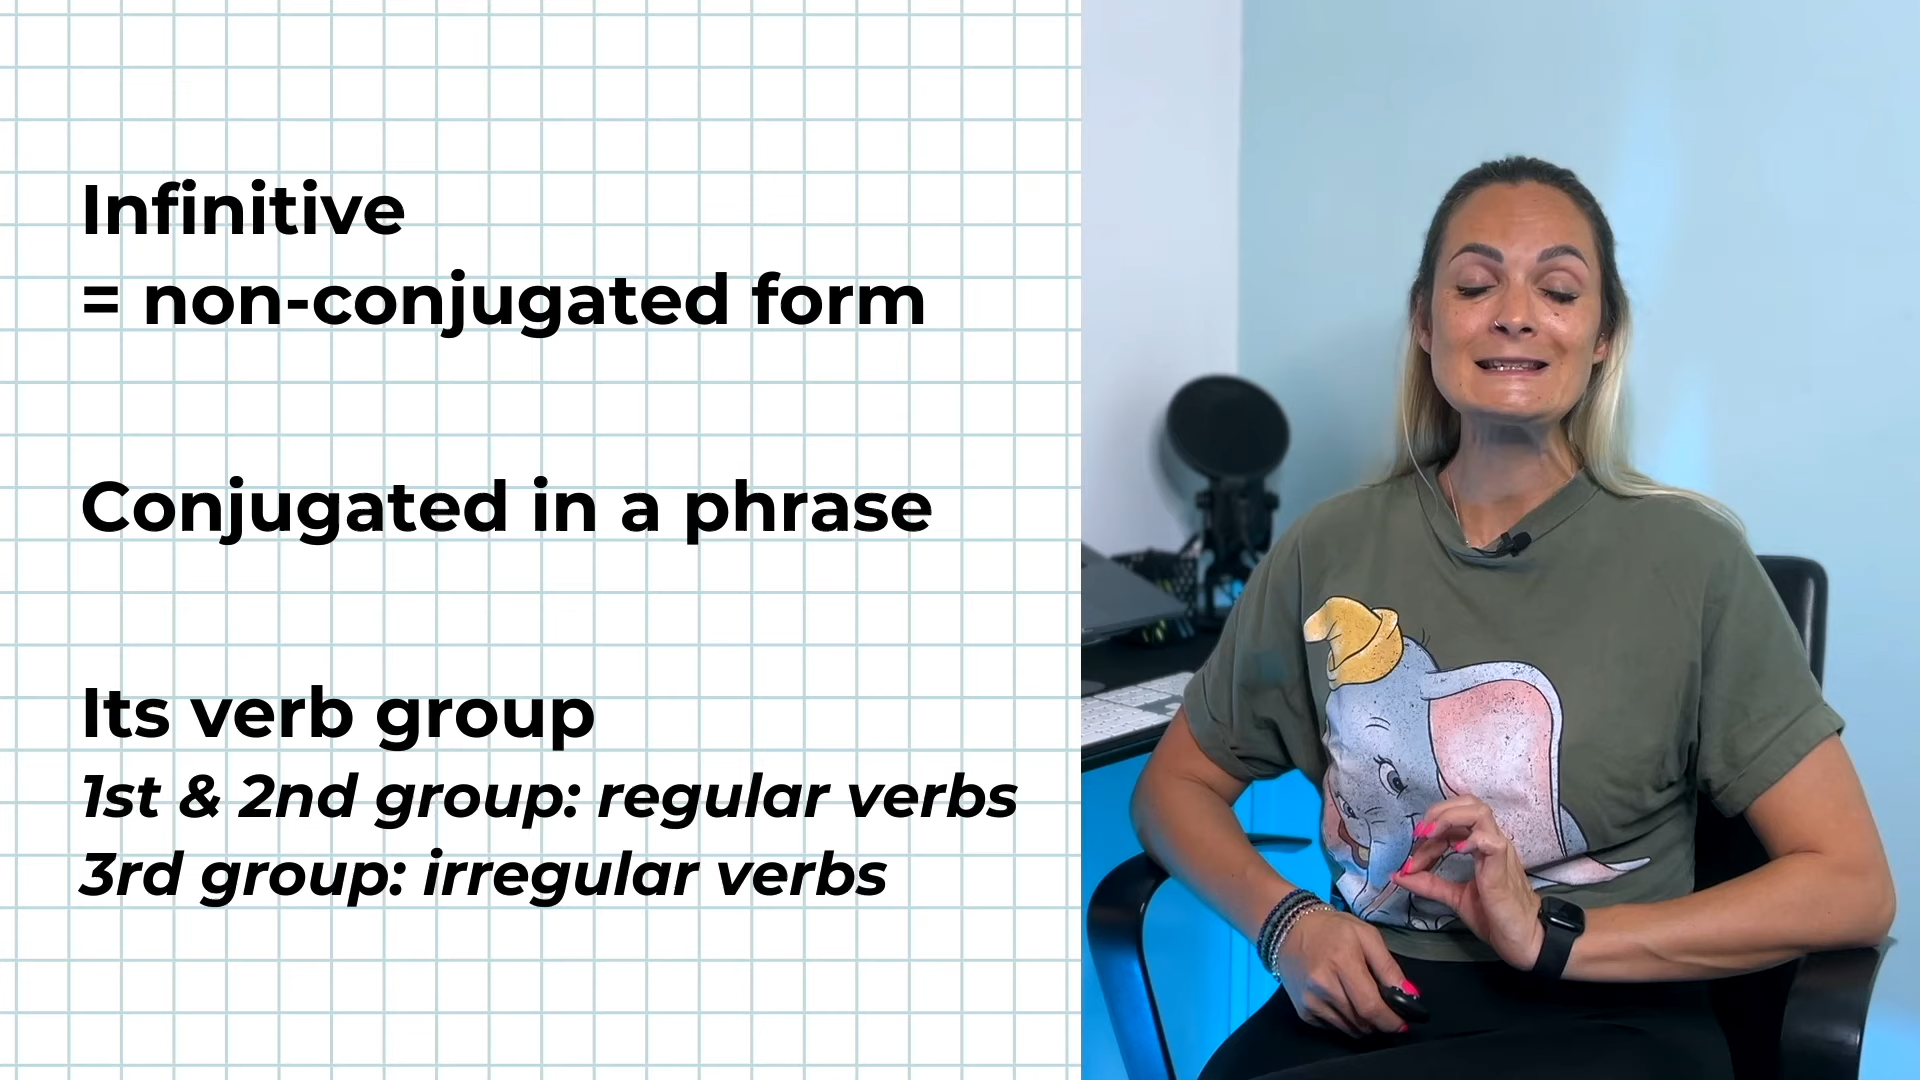 Infinitive
= non-conjugated form
Conjugated in a phrase
Its verb group
1st & 2nd group: regular verbs
3rd group: irregular verbs